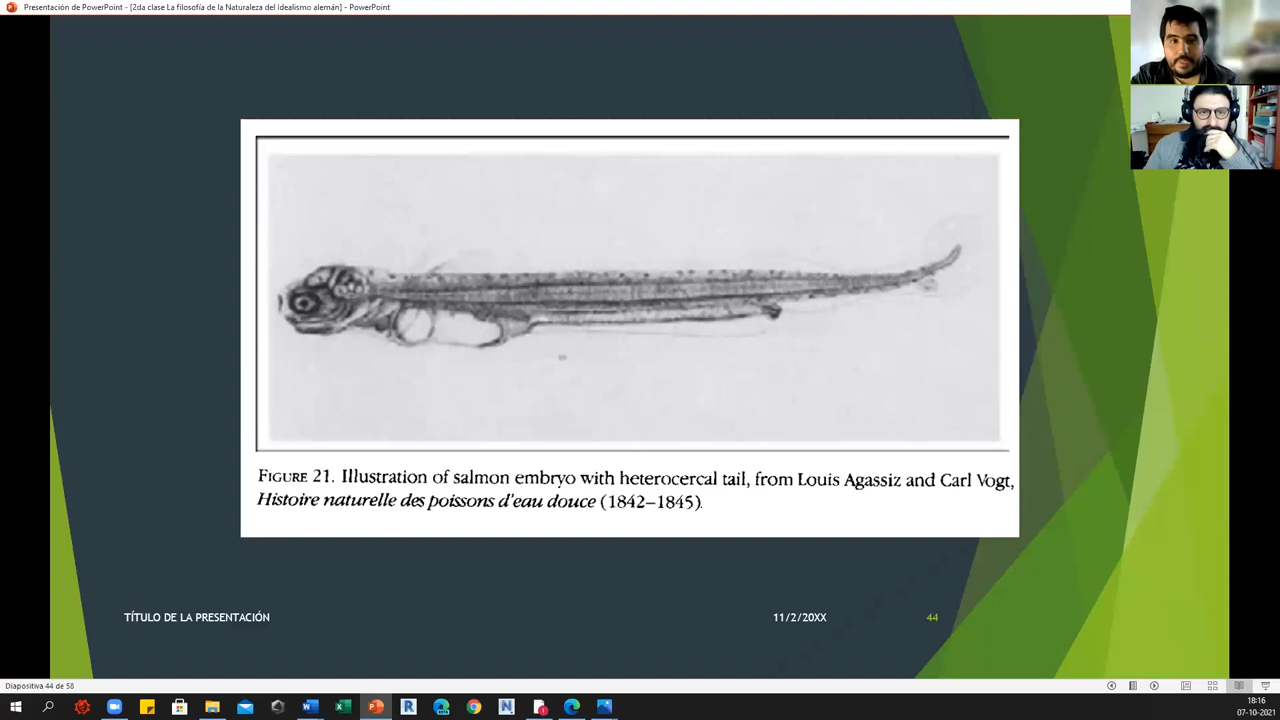 Presentación de PowerPoint - [2da clase La filosofía de la Naturaleza del Idealismo alemán] - PowerPoint
FIGURE 21. Illustration of salmon embryo with heterocercal tail, from Louis Agassiz and Carl Vogt,
Histoire naturelle des poissons d'eau douce (1842–1845).
TÍTULO DE LA PRESENTACIÓN
11/2/20XX
44
Diapositiva 44 de 58
18:16
07-10-2021